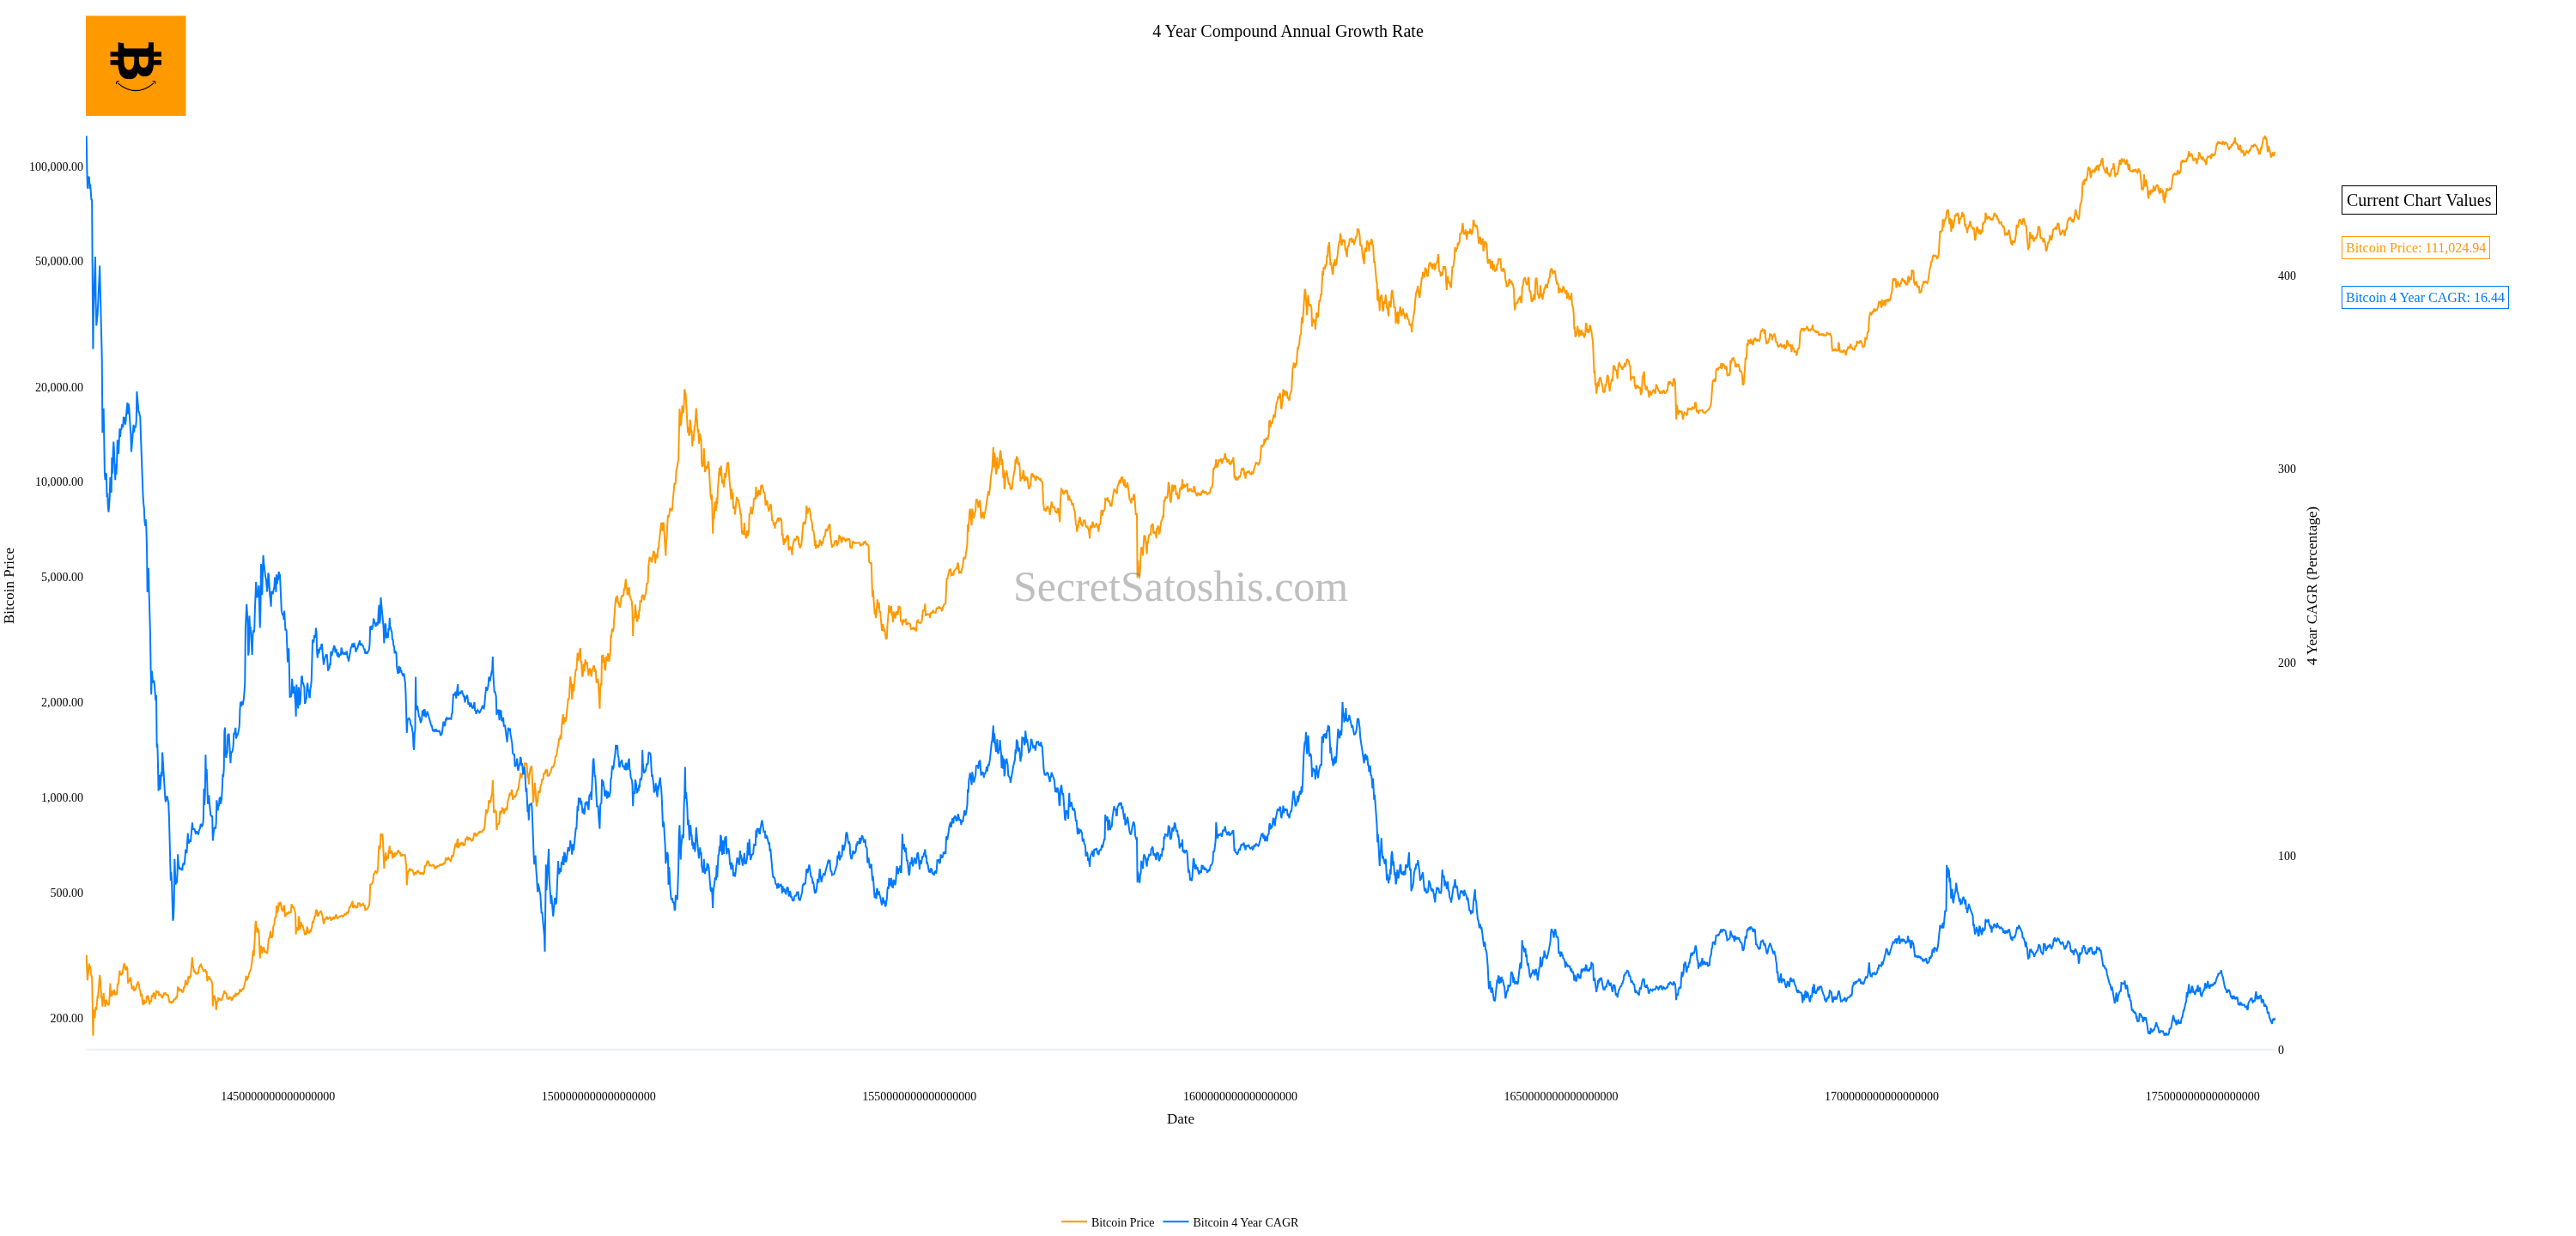 4 Year Compound Annual Growth Rate
100,000.00
50,000.00
20,000.00
10,000.00
5,000.00
2,000.00
1,000.00
500.00
200.00
Bitcoin Price
SecretSatoshis.com
400
300
200
100
0
4 Year CAGR (Percentage)
Current Chart Values
Bitcoin Price: 111,024.94
Bitcoin 4 Year CAGR: 16.44
1450000000000000000 1500000000000000000 1550000000000000000 1600000000000000000 1650000000000000000 1700000000000000000 1750000000000000000
Date
Bitcoin Price Bitcoin 4 Year CAGR